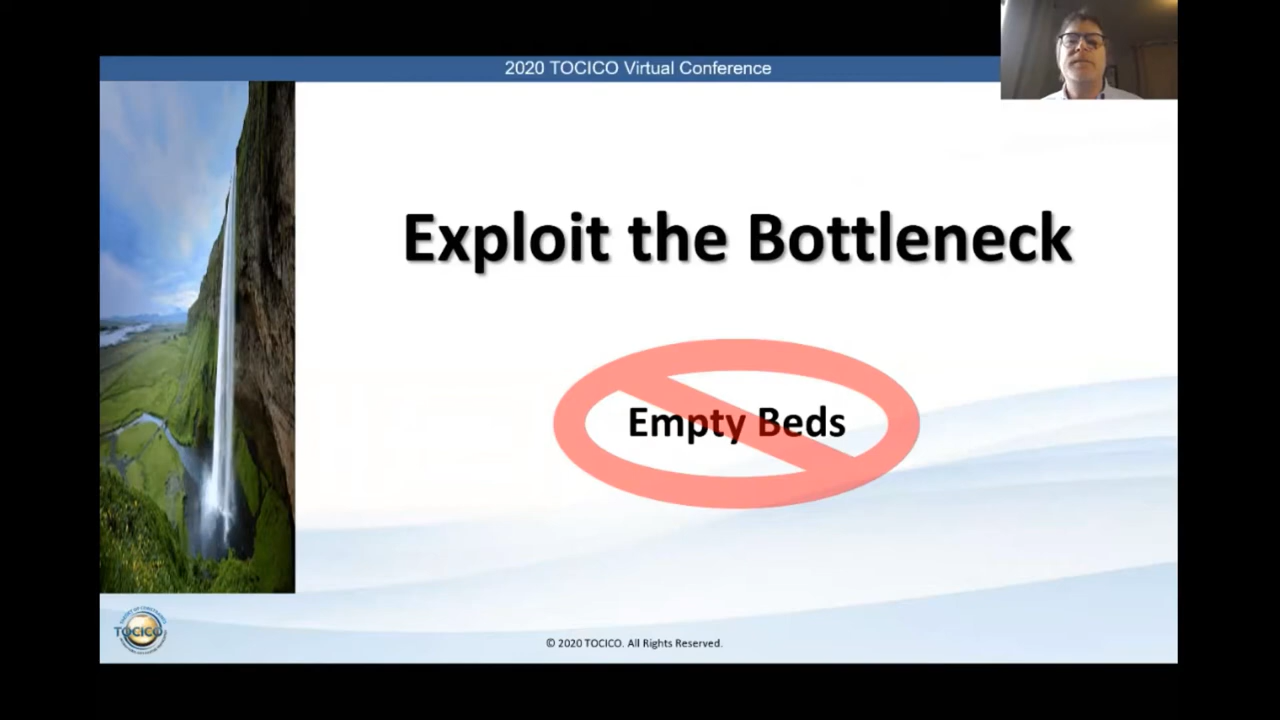 2020 TOCICO Virtual Conference
Exploit the Bottleneck
Empty Beds
TOCICO
© 2020 TOCICO. All Rights Reserved.